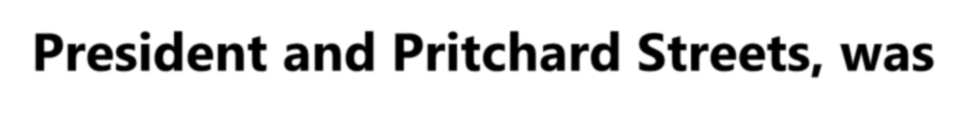 President and Pritchard Streets, was